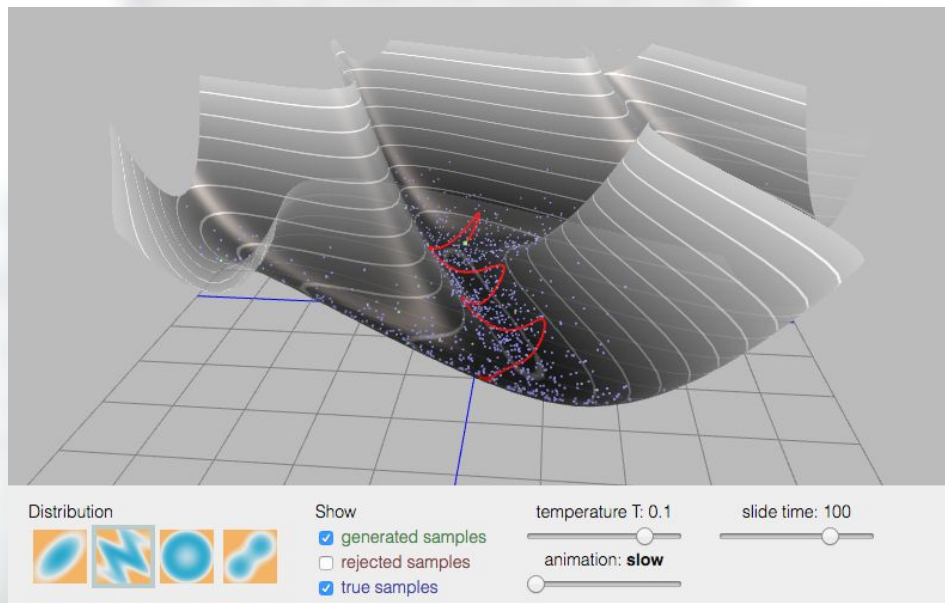 Distribution
Show
generated samples
rejected samples
true samples
temperature T: 0.1
animation: slow
slide time: 100